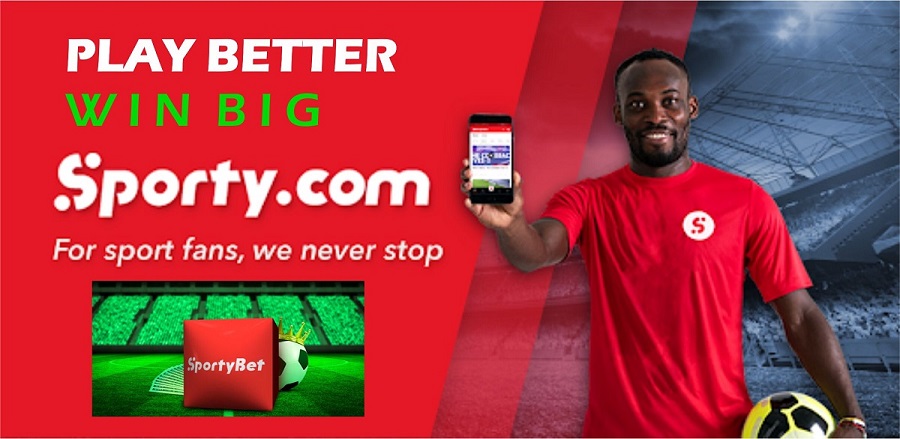 PLAY BETTER
WIN BIG
Sporty.com
For sport fans, we never stop
SportyBet
S